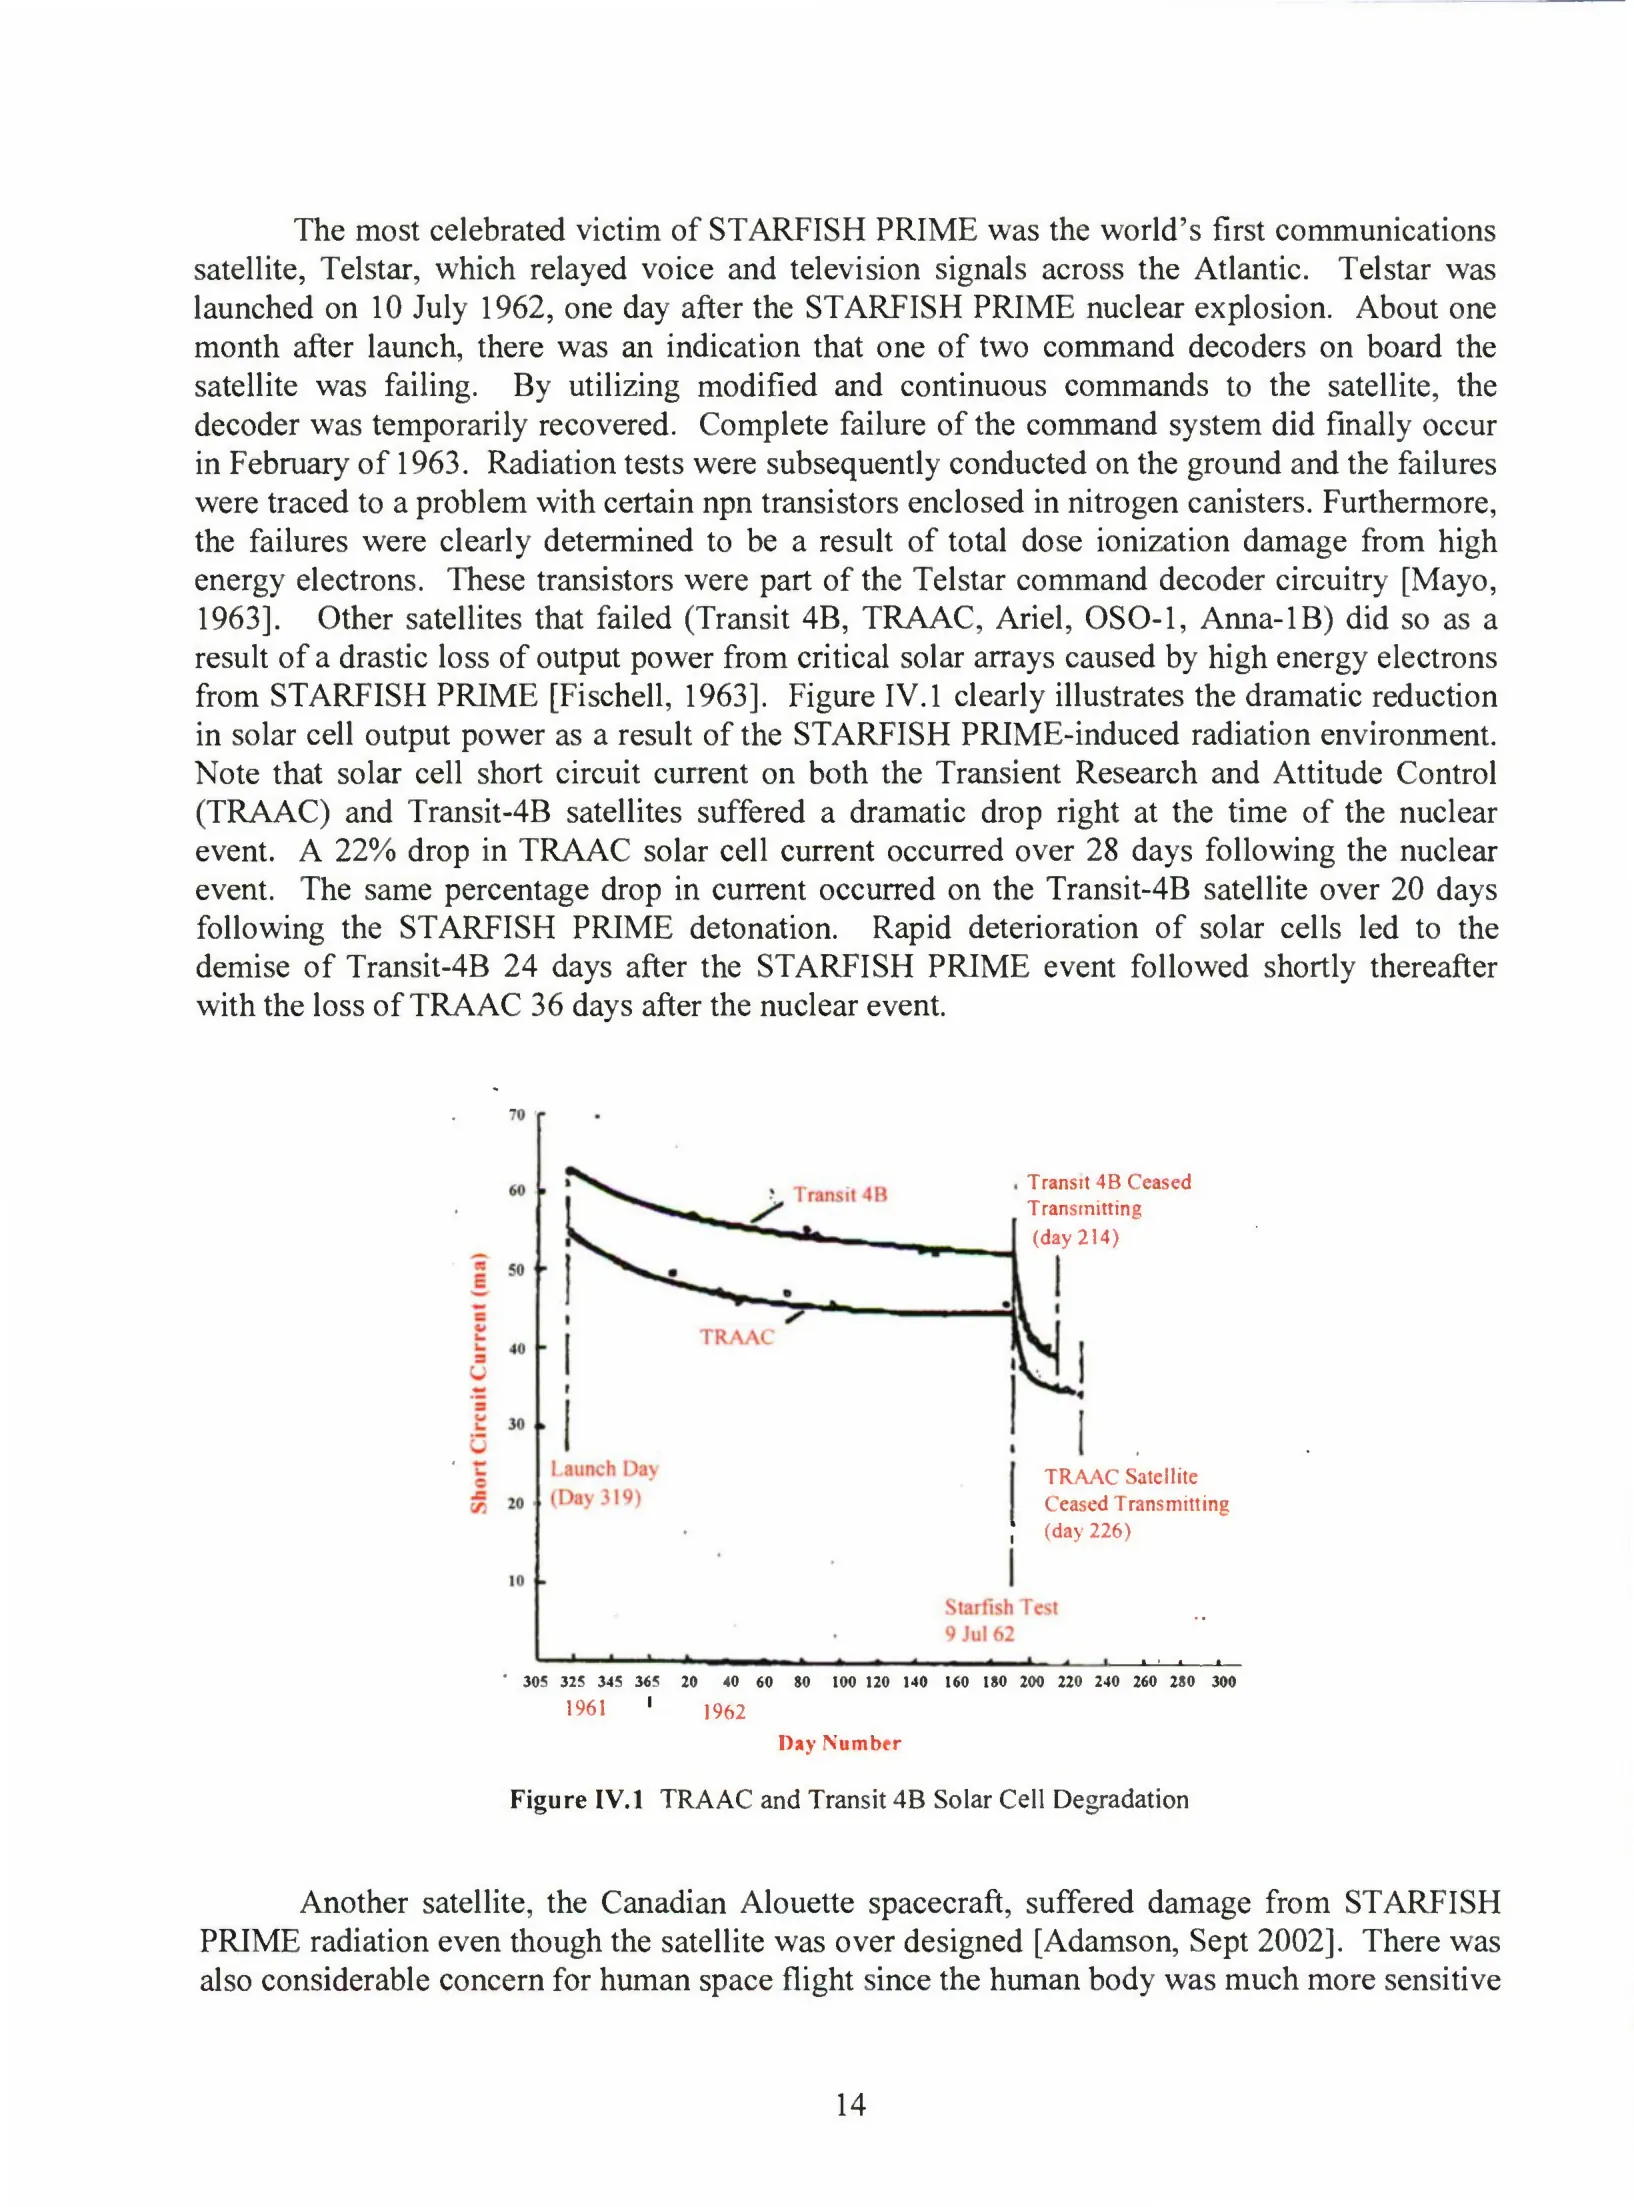 The most celebrated victim of STARFISH PRIME was the world's first communications
satellite, Telstar, which relayed voice and television signals across the Atlantic. Telstar was
launched on 10 July 1962, one day after the STARFISH PRIME nuclear explosion. About one
month after launch, there was an indication that one of two command decoders on board the
satellite was failing. By utilizing modified and continuous commands to the satellite, the
decoder was temporarily recovered. Complete failure of the command system did finally occur
in February of 1963. Radiation tests were subsequently conducted on the ground and the failures
were traced to a problem with certain npn transistors enclosed in nitrogen canisters. Furthermore,
the failures were clearly determined to be a result of total dose ionization damage from high
energy electrons. These transistors were part of the Telstar command decoder circuitry [Mayo,
1963]. Other satellites that failed (Transit 4B, TRAAC, Ariel, OSO-1, Anna-1B) did so as a
result of a drastic loss of output power from critical solar arrays caused by high energy electrons
from STARFISH PRIME [Fischell, 1963]. Figure IV.1 clearly illustrates the dramatic reduction
in solar cell output power as a result of the STARFISH PRIME-induced radiation environment.
Note that solar cell short circuit current on both the Transient Research and Attitude Control
(TRAAC) and Transit-4B satellites suffered a dramatic drop right at the time of the nuclear
event. A 22% drop in TRAAC solar cell current occurred over 28 days following the nuclear
event. The same percentage drop in current occurred on the Transit-4B satellite over 20 days
following the STARFISH PRIME detonation. Rapid deterioration of solar cells led to the
demise of Transit-4B 24 days after the STARFISH PRIME event followed shortly thereafter
with the loss of TRAAC 36 days after the nuclear event.
70
60
50
40
30
20
10
Short Circuit Current (ma)
Transit 4B
TRAAC
Transit 4B Ceased
Transmitting
(day 214)
Launch Day
(Day 319)
TRAAC Satellite
Ceased Transmitting
(day 226)
Starfish Test
9 Jul 62
305 325 345 365 20 40 60 80 100 120 140 160 180 200 220 240 260 280 300
1961 1962
Day Number
Figure IV.1 TRAAC and Transit 4B Solar Cell Degradation
Another satellite, the Canadian Alouette spacecraft, suffered damage from STARFISH
PRIME radiation even though the satellite was over designed [Adamson, Sept 2002]. There was
also considerable concern for human space flight since the human body was much more sensitive
14